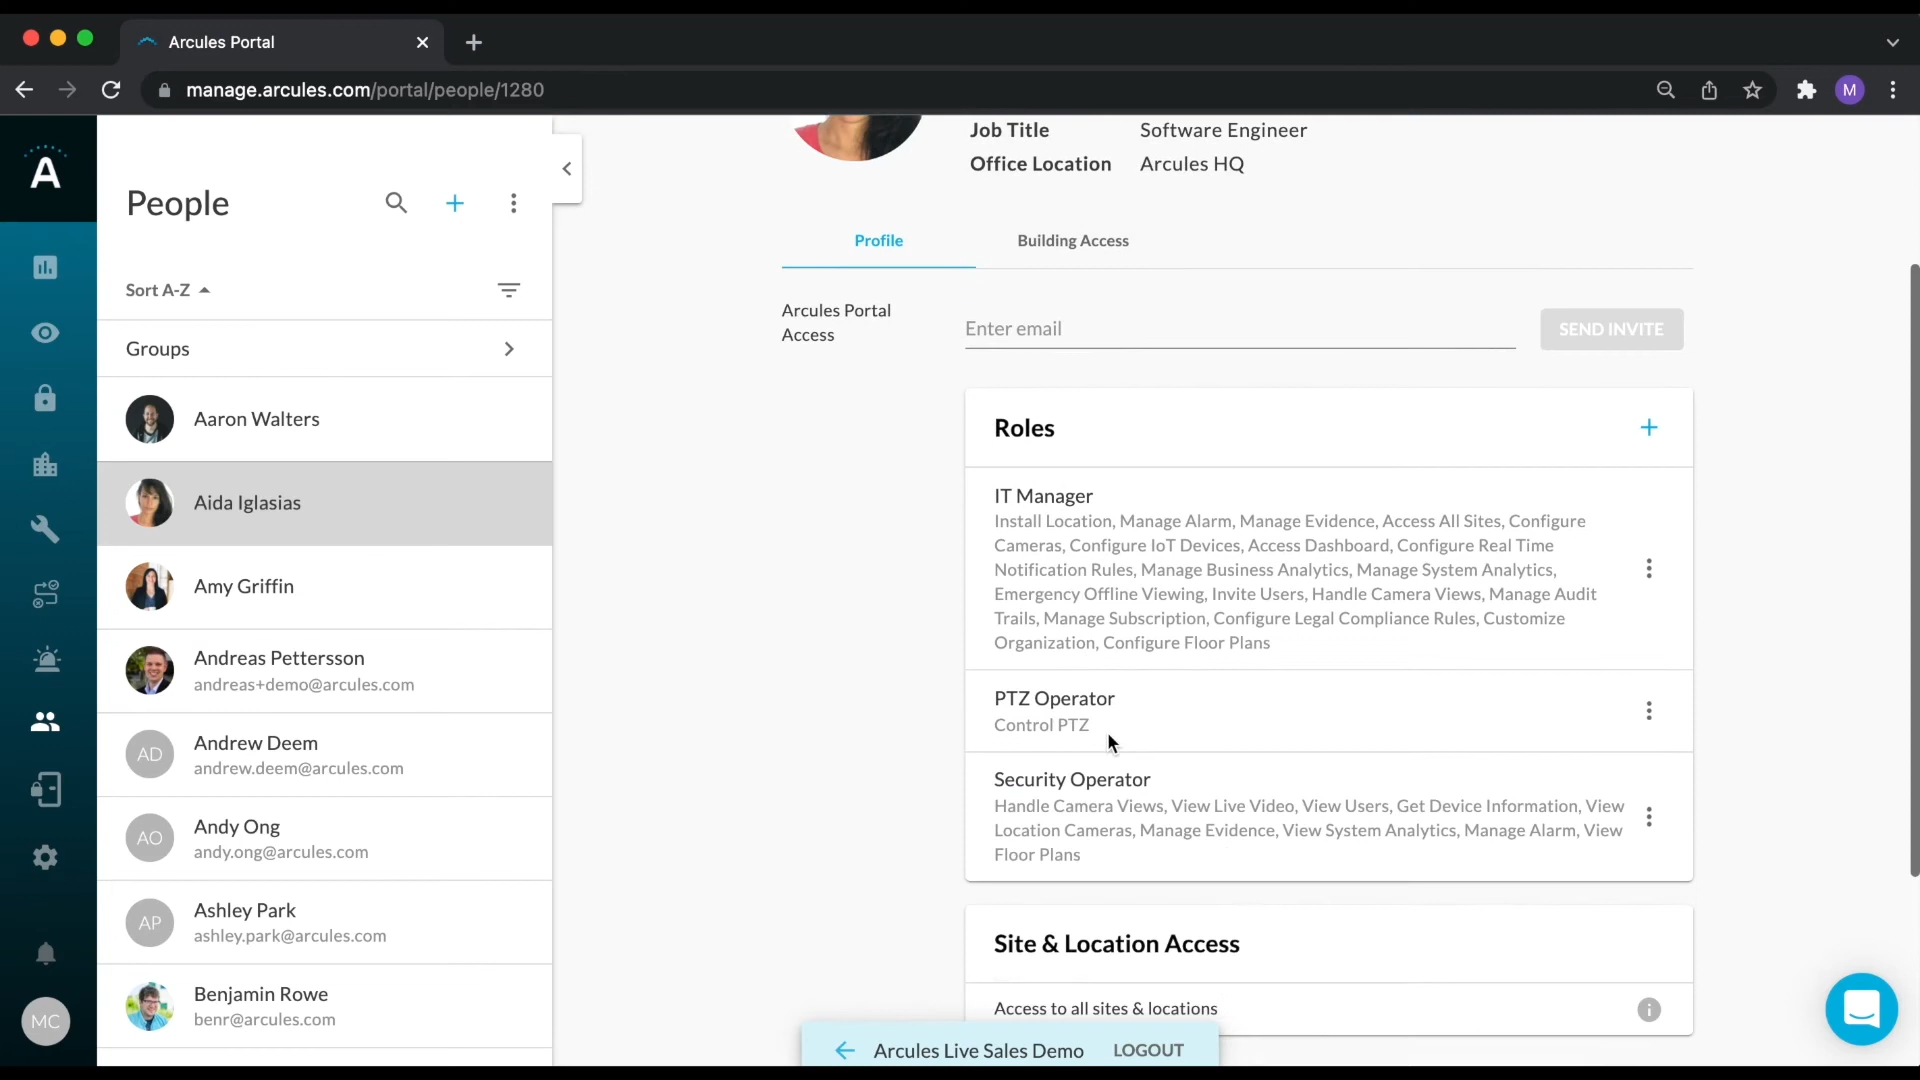 Arcules Portal
manage.arcules.com/portal/people/1280
M
A
People
Sort A-Z
Groups
Aaron Walters
Aida Iglasias
Amy Griffin
Andreas Pettersson
andreas+demo@arcules.com
AD
Andrew Deem
andrew.deem@arcules.com
AO
Andy Ong
andy.ong@arcules.com
AP
Ashley Park
ashley.park@arcules.com
Benjamin Rowe
benr@arcules.com
MC
Job Title Software Engineer
Office Location Arcules HQ
Profile Building Access
Arcules Portal
Access
Enter email
SEND INVITE
Roles
IT Manager
Install Location, Manage Alarm, Manage Evidence, Access All Sites, Configure
Cameras, Configure IoT Devices, Access Dashboard, Configure Real Time
Notification Rules, Manage Business Analytics, Manage System Analytics,
Emergency Offline Viewing, Invite Users, Handle Camera Views, Manage Audit
Trails, Manage Subscription, Configure Legal Compliance Rules, Customize
Organization, Configure Floor Plans
PTZ Operator
Control PTZ
Security Operator
Handle Camera Views, View Live Video, View Users, Get Device Information, View
Location Cameras, Manage Evidence, View System Analytics, Manage Alarm, View
Floor Plans
Site & Location Access
Access to all sites & locations
Arcules Live Sales Demo LOGOUT